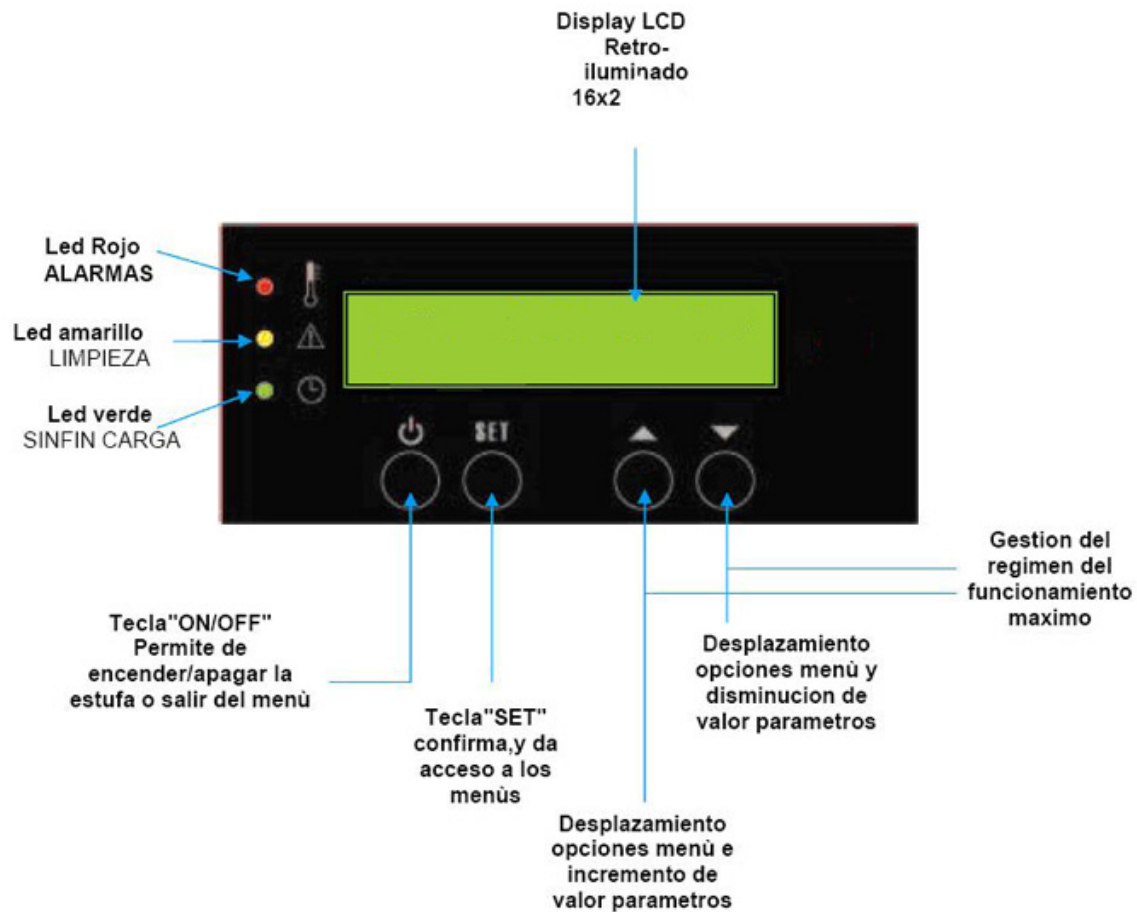 Display LCD
Retro-
iluminado
16x2
Led Rojo
ALARMAS
Led amarillo
LIMPIEZA
Led verde
SINFIN CARGA
SET
Gestion del
regimen del
funcionamiento
maximo
Tecla"ON/OFF"
Permite de
encender/apagar la
estufa o salir del menù
Tecla"SET"
confirma,y da
acceso a los
menùs
Desplazamiento
opciones menù y
disminucion de
valor parametros
Desplazamiento
opciones menù e
incremento de
valor parametros